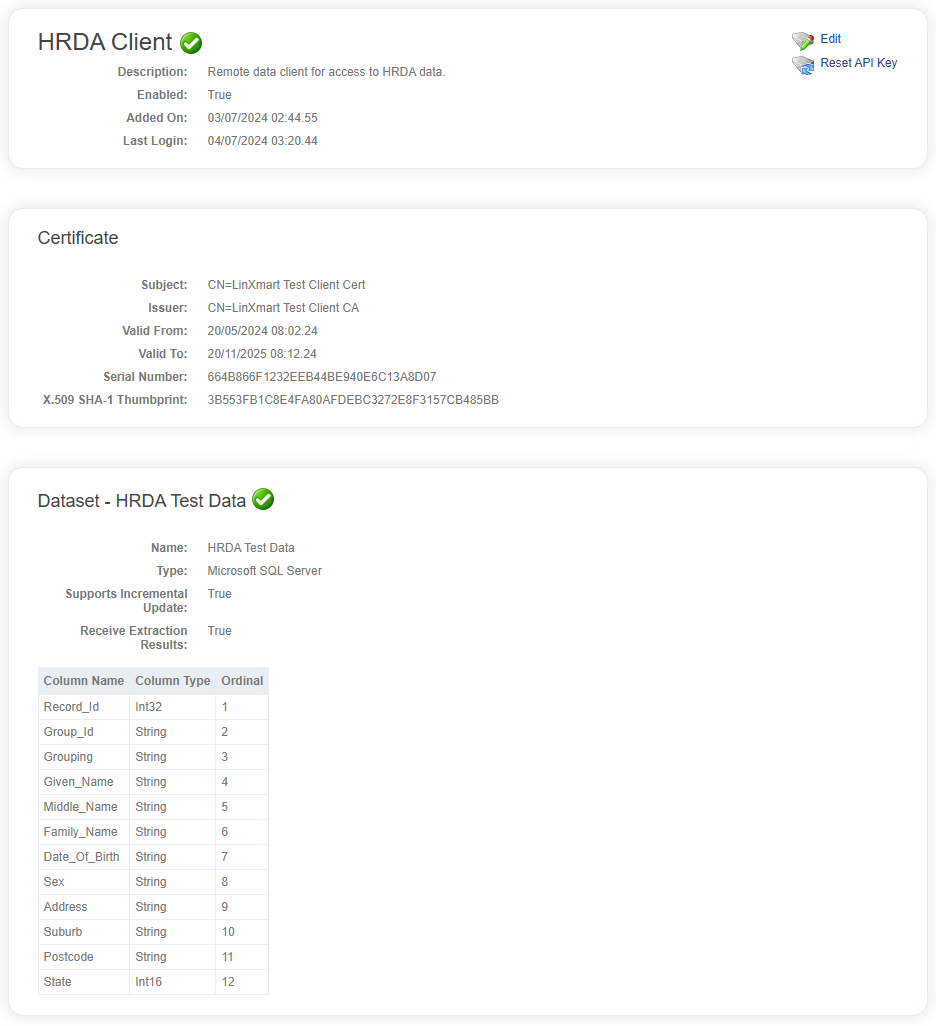 HRDA Client
Edit
Reset API Key
Description: Remote data client for access to HRDA data.
Enabled: True
Added On: 03/07/2024 02:44.55
Last Login: 04/07/2024 03:20.44
Certificate
Subject: CN=LinXmart Test Client Cert
Issuer: CN=LinXmart Test Client CA
Valid From: 20/05/2024 08:02.24
Valid To: 20/11/2025 08:12.24
Serial Number: 664B866F1232EEB44BE940E6C13A8D07
X.509 SHA-1 Thumbprint: 3B553FB1C8E4FA80AFDEBC3272E8F3157CB485BB
Dataset - HRDA Test Data
Name: HRDA Test Data
Type: Microsoft SQL Server
Supports Incremental True
Update:
Receive Extraction True
Results:
Column Name Column Type Ordinal
Record_Id Int32 1
Group_Id String 2
Grouping String 3
Given_Name String 4
Middle_Name String 5
Family_Name String 6
Date_Of_Birth String 7
Sex String 8
Address String 9
Suburb String 10
Postcode String 11
State Int16 12